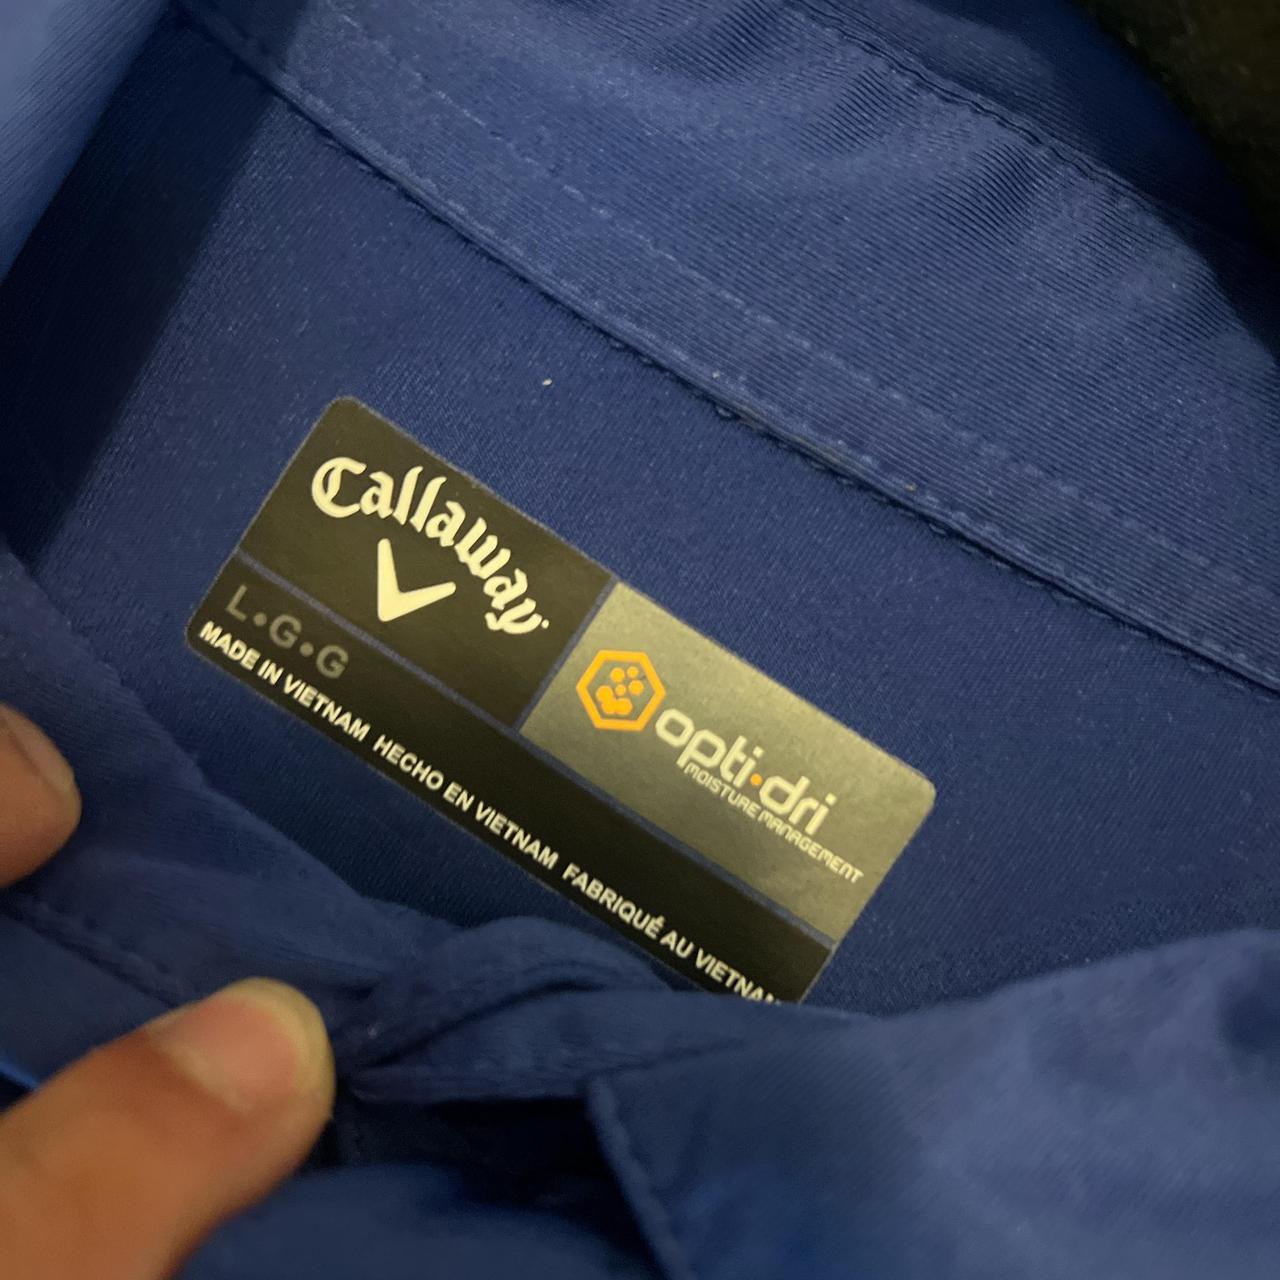 Callaway
L•G•G
opti•dri
MOISTURE MANAGEMENT
MADE IN VIETNAM HECHO EN VIETNAM FABRIQUÉ AU VIETNAM